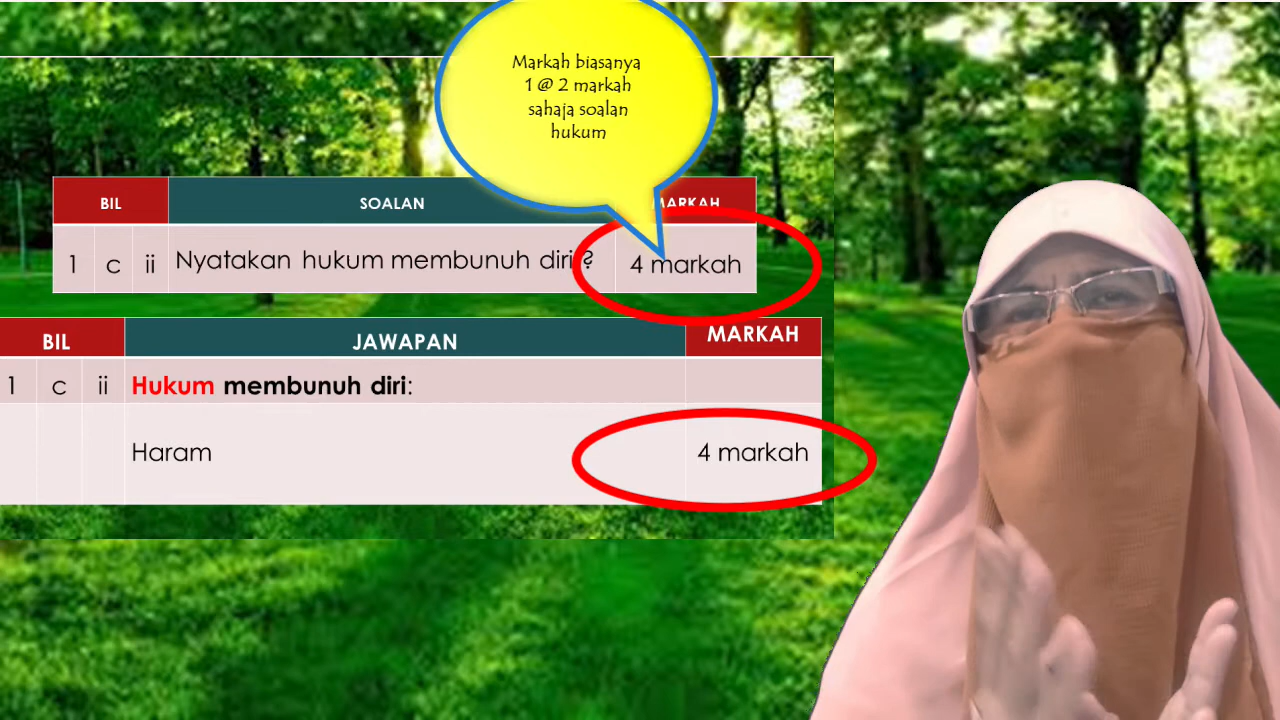 Markah biasanya
1 @ 2 markah
sahaja soalan
hukum
BIL SOALAN MARKAH
1 c ii Nyatakan hukum membunuh diri ? 4 markah
BIL JAWAPAN MARKAH
1 c ii Hukum membunuh diri:
Haram 4 markah